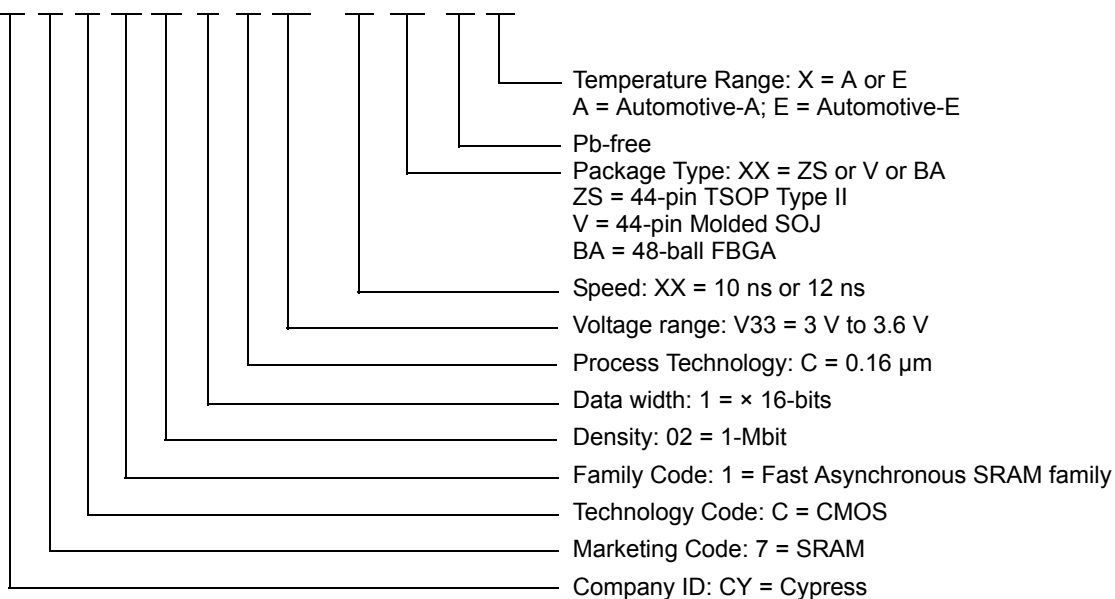 Temperature Range: X = A or E
A = Automotive-A; E = Automotive-E
Pb-free
Package Type: XX = ZS or V or BA
ZS = 44-pin TSOP Type II
V = 44-pin Molded SOJ
BA = 48-ball FBGA
Speed: XX = 10 ns or 12 ns
Voltage range: V33 = 3 V to 3.6 V
Process Technology: C = 0.16 µm
Data width: 1 = × 16-bits
Density: 02 = 1-Mbit
Family Code: 1 = Fast Asynchronous SRAM family
Technology Code: C = CMOS
Marketing Code: 7 = SRAM
Company ID: CY = Cypress